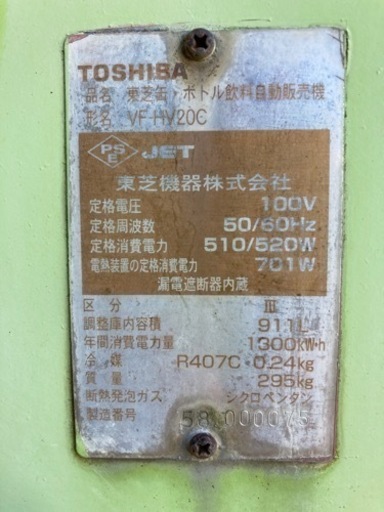 TOSHIBA
品名 東芝缶・ボトル飲料自動販売機
形名 VF-HV20C
PSE JET
東芝機器株式会社
定格電圧 100V
定格周波数 50/60Hz
定格消費電力 510/520W
電熱装置の定格消費電力 701W
漏電遮断器内蔵
区分 Ⅲ
調整庫内容積 911L
年間消費電力量 1300kW・h
冷媒 R407C 0.24kg
質量 295kg
断熱発泡ガス シクロペンタン
製造番号